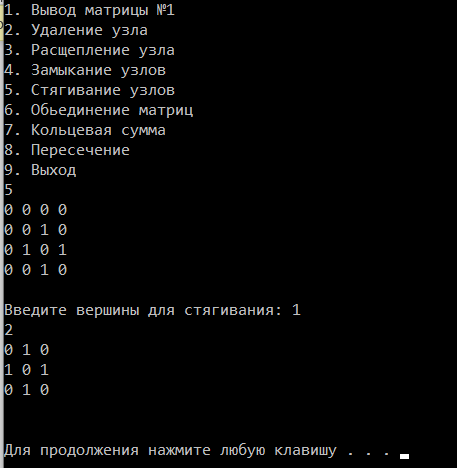 1. Вывод матрицы №1
2. Удаление узла
3. Расщепление узла
4. Замыкание узлов
5. Стягивание узлов
6. Обьединение матриц
7. Кольцевая сумма
8. Пересечение
9. Выход
5
0 0 0 0
0 0 1 0
0 1 0 1
0 0 1 0
Введите вершины для стягивания: 1
2
0 1 0
1 0 1
0 1 0
Для продолжения нажмите любую клавишу . . .